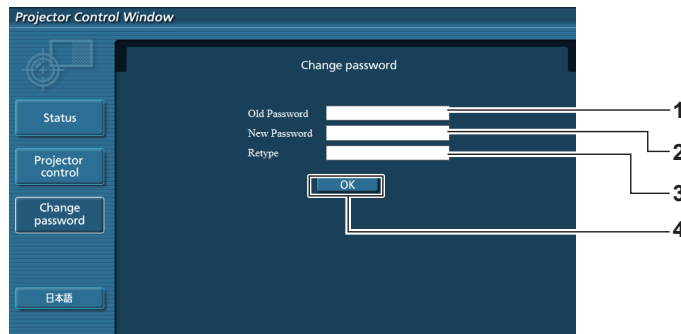 Projector Control Window
Change password
Status
Projector
control
Change
password
日本語
Old Password
New Password
Retype
OK
1
2
3
4